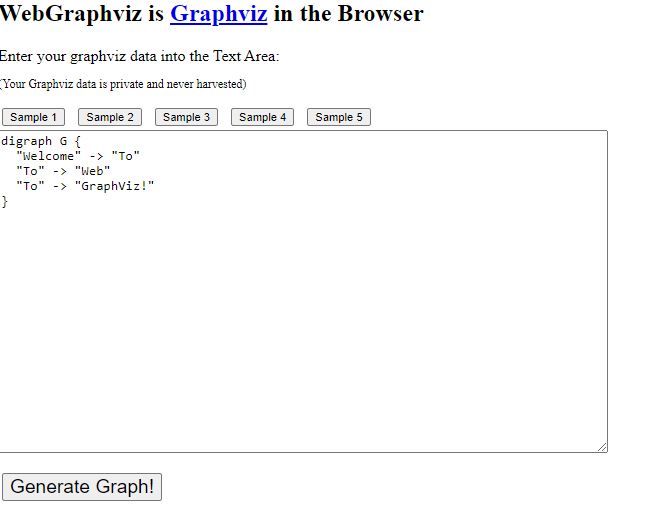 WebGraphviz is Graphviz in the Browser
Enter your graphviz data into the Text Area:
(Your Graphviz data is private and never harvested)
Sample 1 Sample 2 Sample 3 Sample 4 Sample 5
digraph G {
"Welcome" -> "To"
"To" -> "Web"
"To" -> "GraphViz!"
}
Generate Graph!